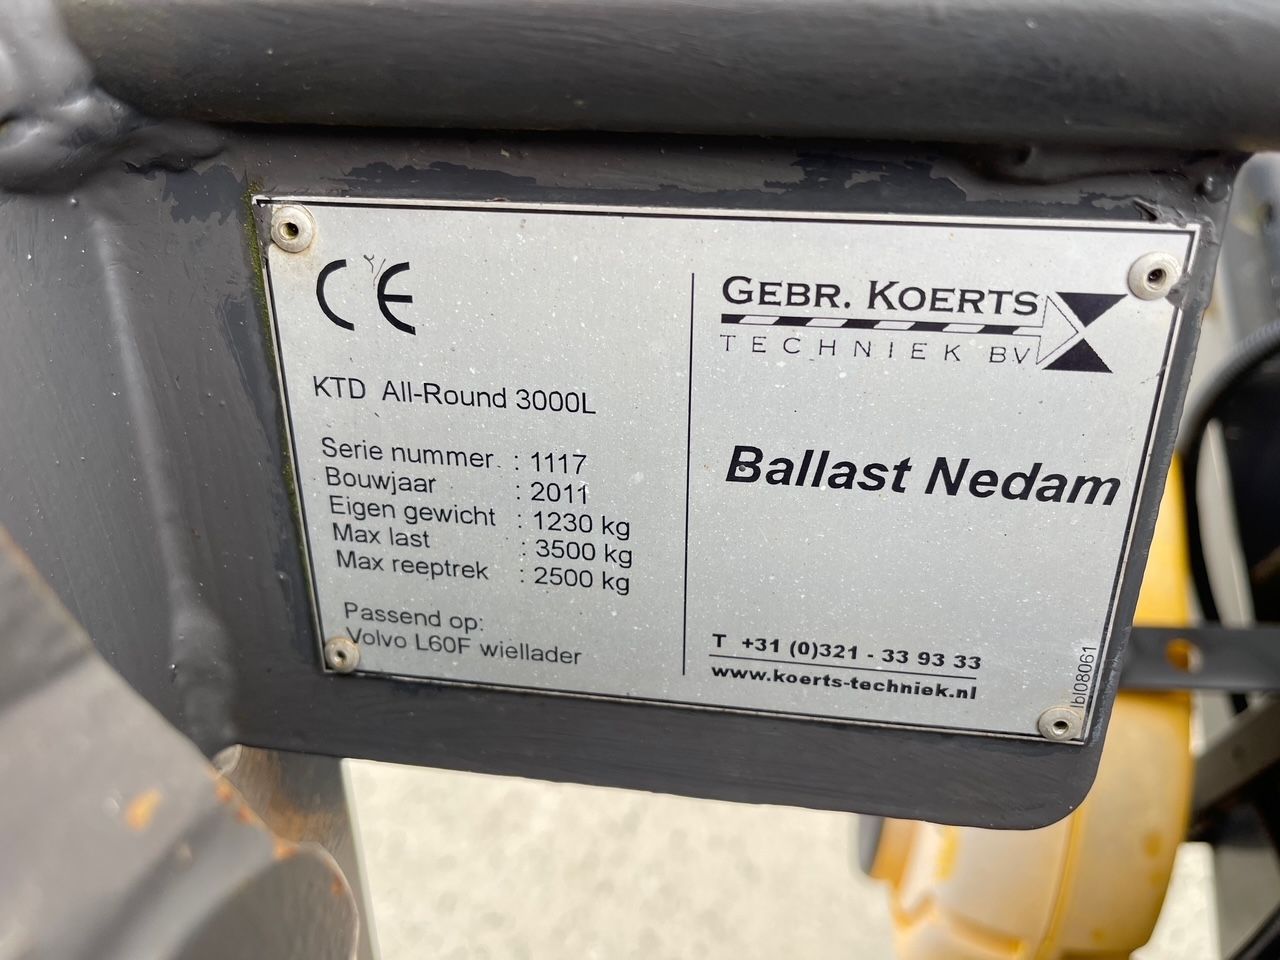 CE
KTD All-Round 3000L
Serie nummer : 1117
Bouwjaar : 2011
Eigen gewicht : 1230 kg
Max last : 3500 kg
Max reeptrek : 2500 kg
Passend op:
Volvo L60F wiellader
GEBR. KOERTS
TECHNIEK BV
Ballast Nedam
T +31 (0)321 - 33 93 33
www.koerts-techniek.nl
lbl08061